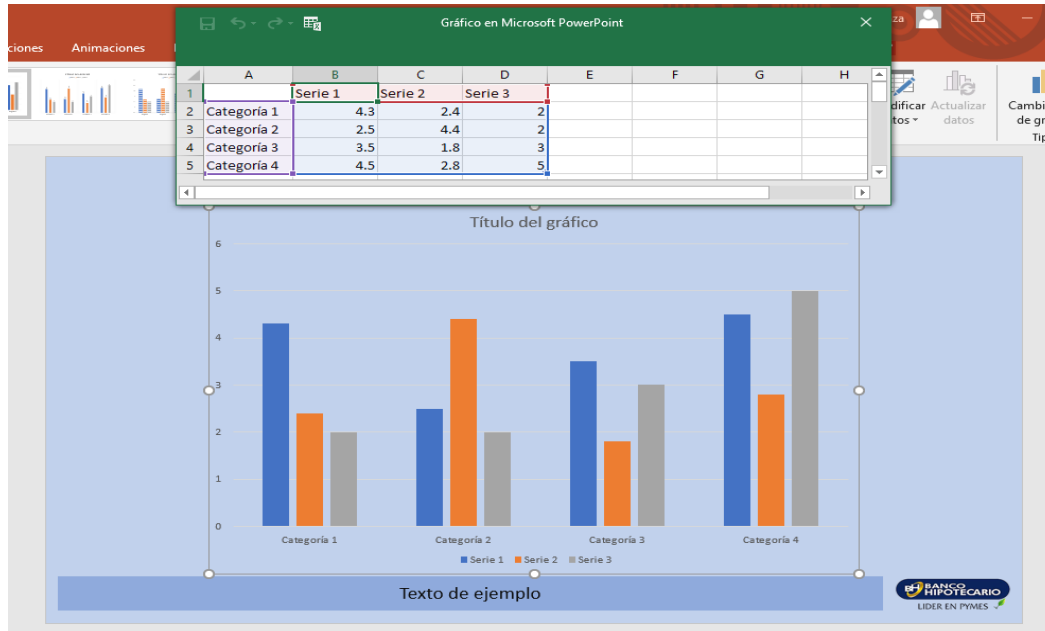 Gráfico en Microsoft PowerPoint
za
ciones Animaciones
A B C D E F G H
1 Serie 1 Serie 2 Serie 3
2 Categoría 1 4.3 2.4 2
3 Categoría 2 2.5 4.4 2
4 Categoría 3 3.5 1.8 3
5 Categoría 4 4.5 2.8 5
dificar Actualizar Cambi
tos datos de gr
Tip
Título del gráfico
6
5
4
3
2
1
0
Categoría 1 Categoría 2 Categoría 3 Categoría 4
Serie 1 Serie 2 Serie 3
Texto de ejemplo
BH BANCO
HIPOTECARIO
LIDER EN PYMES